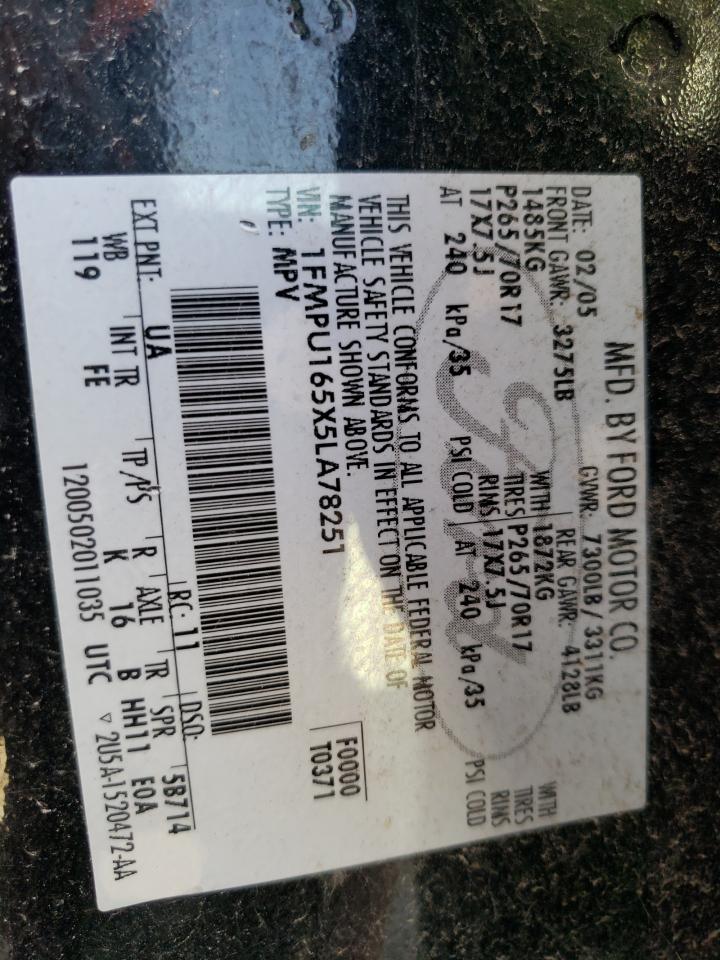 MFD. BY FORD MOTOR CO.
DATE: 02/05 GVWR: 7300LB / 3311KG
FRONT GAWR: 3275LB REAR GAWR: 4128LB
1485KG WITH 1872KG WITH
P265/70R17 TIRES P265/70R17 TIRES
17X7.5J RIMS 17X7.5J RIMS
AT 240 kPa/35 PSI COLD AT 240 kPa/35 PSI COLD
THIS VEHICLE CONFORMS TO ALL APPLICABLE FEDERAL MOTOR
VEHICLE SAFETY STANDARDS IN EFFECT ON THE DATE OF
MANUFACTURE SHOWN ABOVE.
VIN: 1FMPU165X5LA78251
TYPE: MPV
F0000
T0371
EXT PNT: UA RC: 11 DSO: 5B714
WB INT TR TP/PS R AXLE TR SPR
119 FE K 16 B HH11 E0A
1200502011035 UTC ▽ 2U5A-1520472-AA